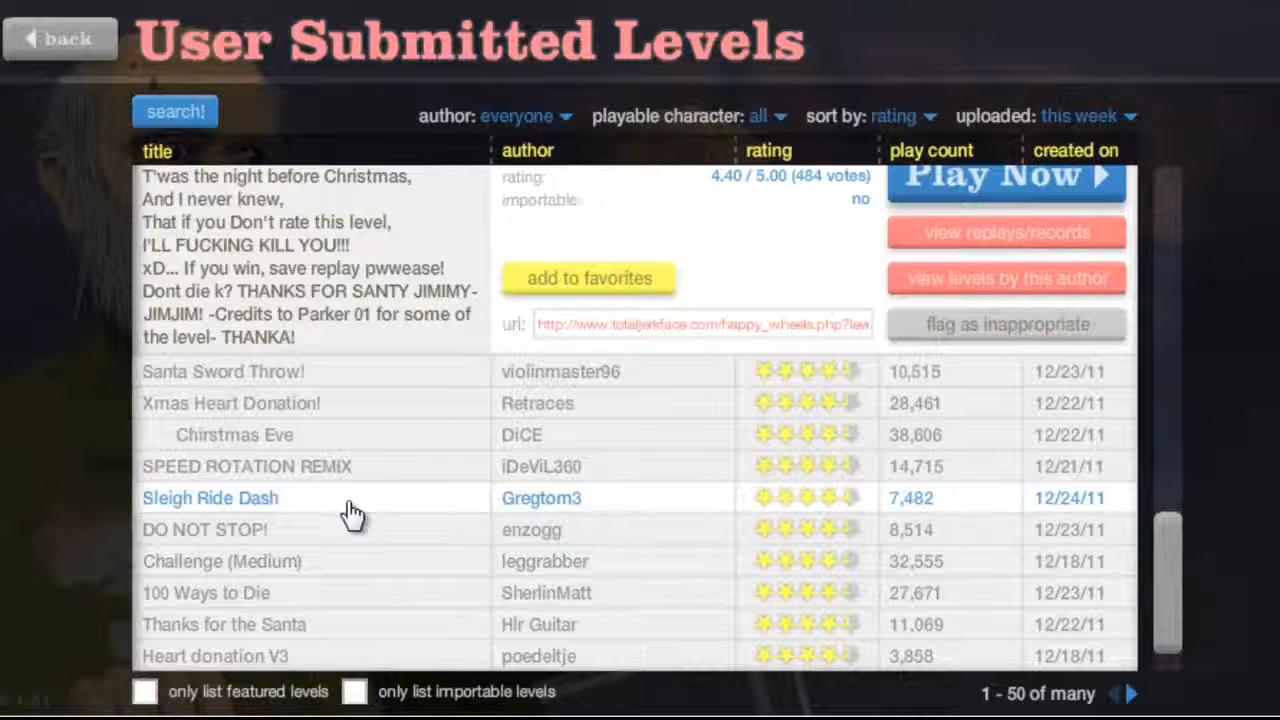 back
User Submitted Levels
search!
author: everyone playable character: all sort by: rating uploaded: this week
title author rating play count created on
T'was the night before Christmas,
And I never knew,
That if you Don't rate this level,
I'LL FUCKING KILL YOU!!!
xD... If you win, save replay pwwease!
Dont die k? THANKS FOR SANTY JIMIMY-
JIMJIM! -Credits to Parker 01 for some of
the level- THANKA!
rating: 4.40 / 5.00 (484 votes)
importable: no
add to favorites
url: http://www.totaljerkface.com/happy_wheels.php?lev
Play Now
view replays/records
view levels by this author
flag as inappropriate
Santa Sword Throw! violinmaster96 10,515 12/23/11
Xmas Heart Donation! Retraces 28,461 12/22/11
Chirstmas Eve DiCE 38,606 12/22/11
SPEED ROTATION REMIX iDeViL360 14,715 12/21/11
Sleigh Ride Dash Gregtom3 7,482 12/24/11
DO NOT STOP! enzogg 8,514 12/23/11
Challenge (Medium) leggrabber 32,555 12/18/11
100 Ways to Die SherlinMatt 27,671 12/23/11
Thanks for the Santa Hlr Guitar 11,069 12/22/11
Heart donation V3 poedeltje 3,858 12/18/11
only list featured levels only list importable levels 1 - 50 of many